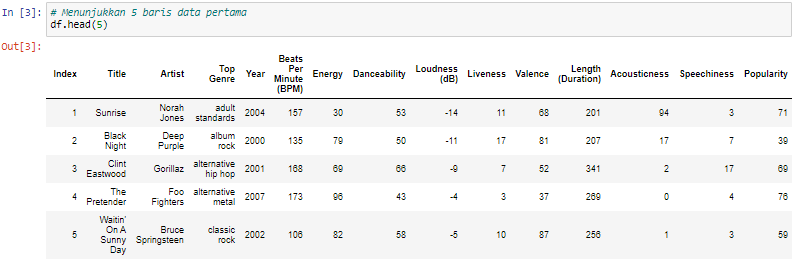 In [3]: # Menunjukkan 5 baris data pertama
df.head(5)
Out[3]:
Index Title Artist Top Genre Year Beats Per Minute (BPM) Energy Danceability Loudness (dB) Liveness Valence Length (Duration) Acousticness Speechiness Popularity
1 Sunrise Norah Jones adult standards 2004 157 30 53 -14 11 68 201 94 3 71
2 Black Night Deep Purple album rock 2000 135 79 50 -11 17 81 207 17 7 39
3 Clint Eastwood Gorillaz alternative hip hop 2001 168 69 66 -9 7 52 341 2 17 69
4 The Pretender Foo Fighters alternative metal 2007 173 96 43 -4 3 37 269 0 4 76
5 Waitin' On A Sunny Day Bruce Springsteen classic rock 2002 106 82 58 -5 10 87 256 1 3 59